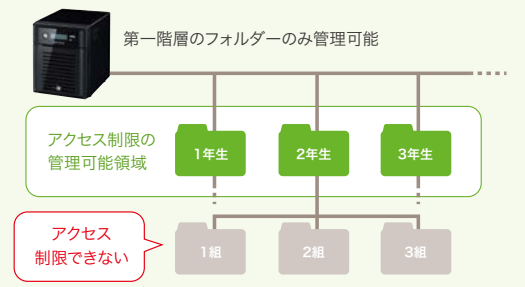 第一階層のフォルダーのみ管理可能
アクセス制限の
管理可能領域
1年生
2年生
3年生
アクセス
制限できない
1組
2組
3組